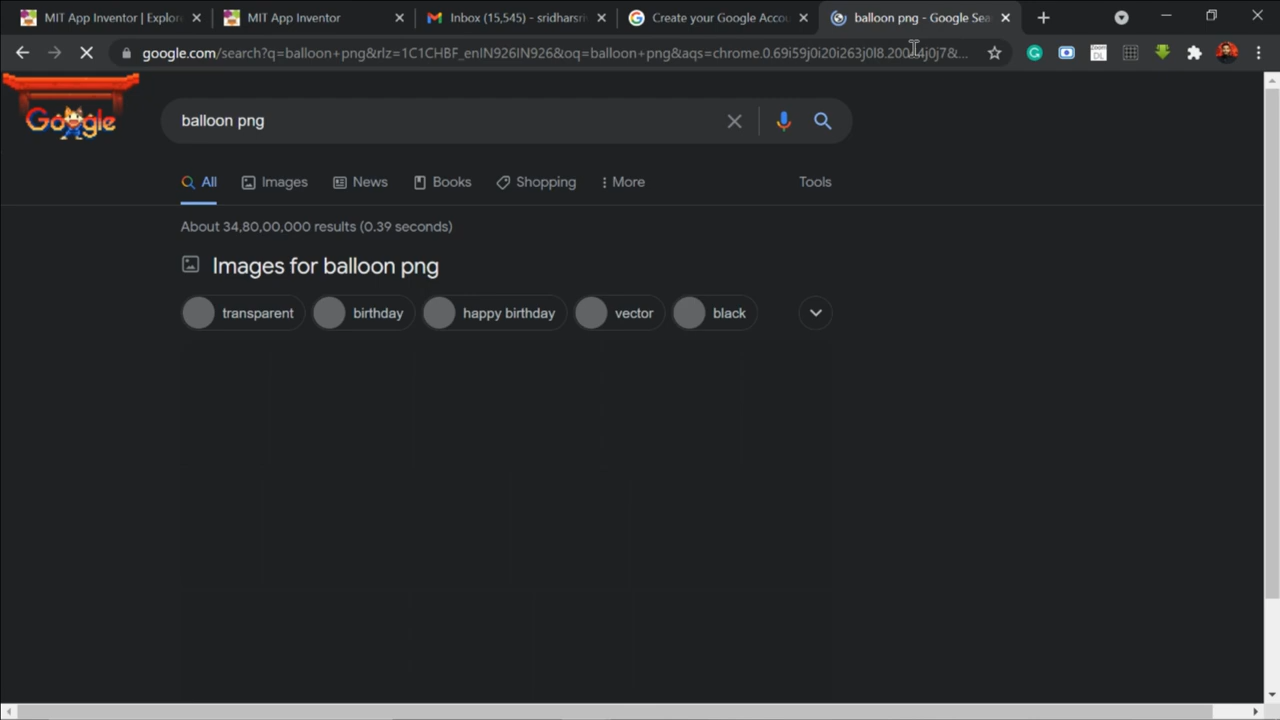 MIT App Inventor | Explor
MIT App Inventor
Inbox (15,545) - sridharsri
Create your Google Accou
balloon png - Google Sea
google.com/search?q=balloon+png&rlz=1C1CHBF_enIN926IN926&oq=balloon+png&aqs=chrome.0.69i59j0i20i263j0l8.2004j0j7&...
Google
balloon png
All
Images
News
Books
Shopping
More
Tools
About 34,80,00,000 results (0.39 seconds)
Images for balloon png
transparent
birthday
happy birthday
vector
black